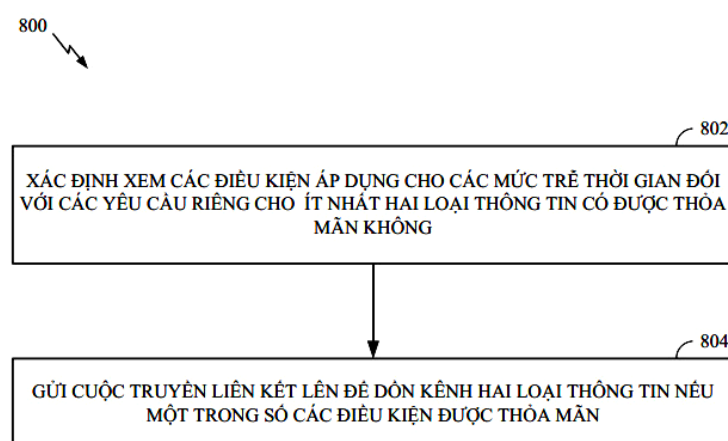 800
802
XÁC ĐỊNH XEM CÁC ĐIỀU KIỆN ÁP DỤNG CHO CÁC MỨC TRỄ THỜI GIAN ĐỐI
VỚI CÁC YÊU CẦU RIÊNG CHO ÍT NHẤT HAI LOẠI THÔNG TIN CÓ ĐƯỢC THỎA
MÃN KHÔNG
804
GỬI CUỘC TRUYỀN LIÊN KẾT LÊN ĐỂ DỒN KÊNH HAI LOẠI THÔNG TIN NẾU
MỘT TRONG SỐ CÁC ĐIỀU KIỆN ĐƯỢC THỎA MÃN